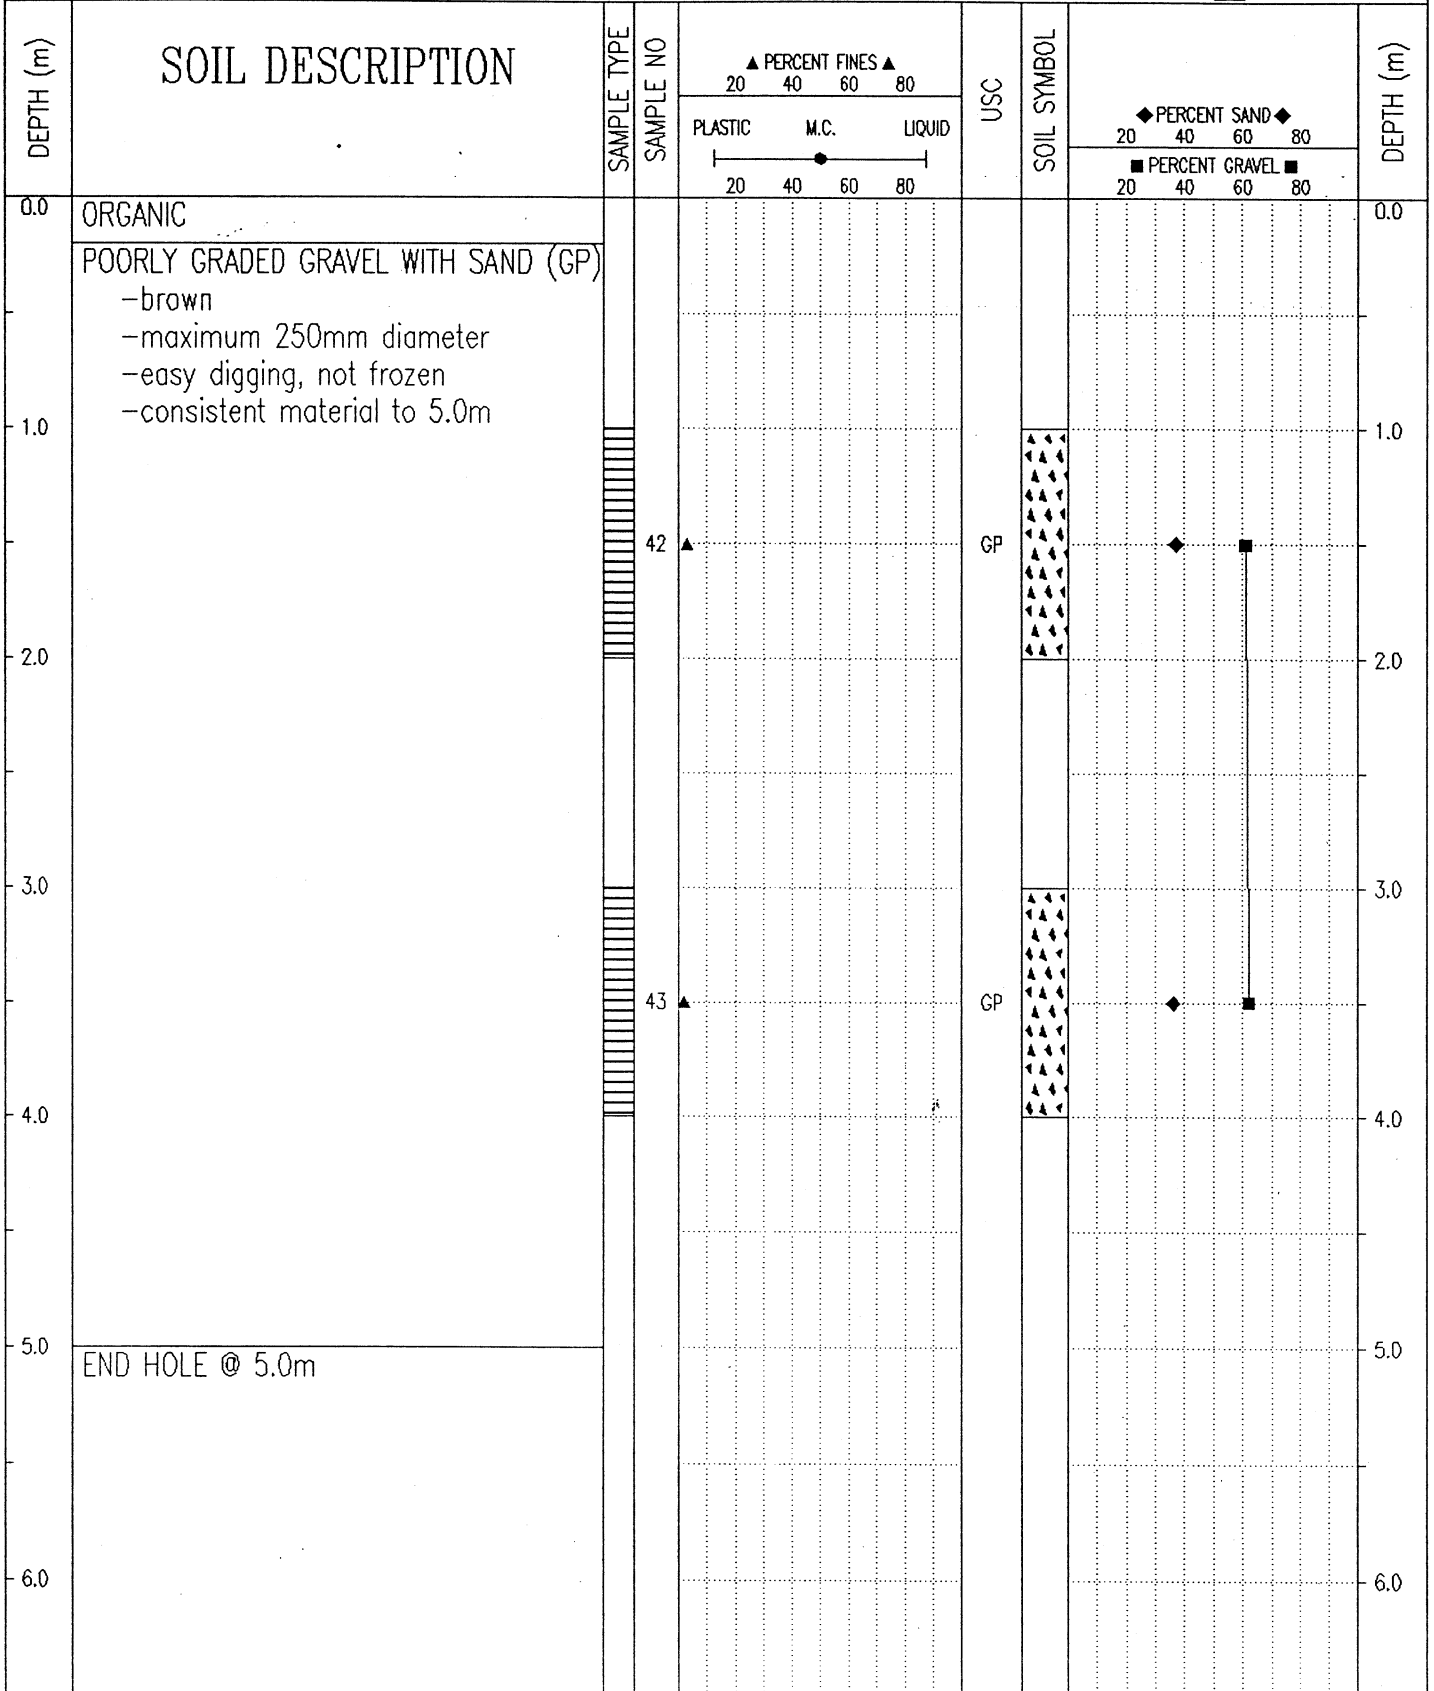 DEPTH (m)
SOIL DESCRIPTION
SAMPLE TYPE
SAMPLE NO
▲ PERCENT FINES ▲
20 40 60 80
PLASTIC M.C. LIQUID
20 40 60 80
USC
SOIL SYMBOL
◆ PERCENT SAND ◆
20 40 60 80
■ PERCENT GRAVEL ■
20 40 60 80
DEPTH (m)
0.0 ORGANIC 0.0
POORLY GRADED GRAVEL WITH SAND (GP)
-brown
-maximum 250mm diameter
-easy digging, not frozen
-consistent material to 5.0m
1.0 1.0
42 GP
2.0 2.0
3.0 3.0
43 GP
4.0 4.0
5.0 5.0
END HOLE @ 5.0m
6.0 6.0